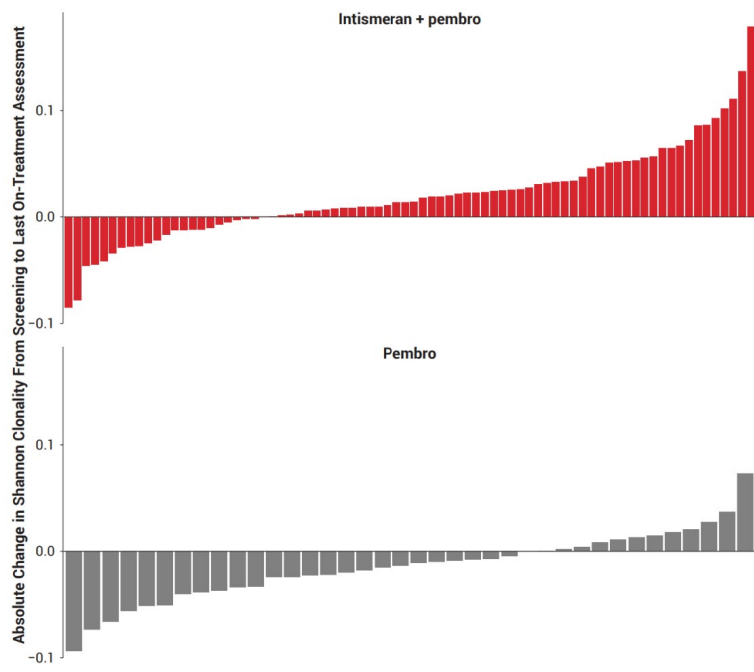 Absolute Change in Shannon Clonality From Screening to Last On-Treatment Assessment
Intismeran + pembro
0.1
0.0
−0.1
Pembro
0.1
0.0
−0.1